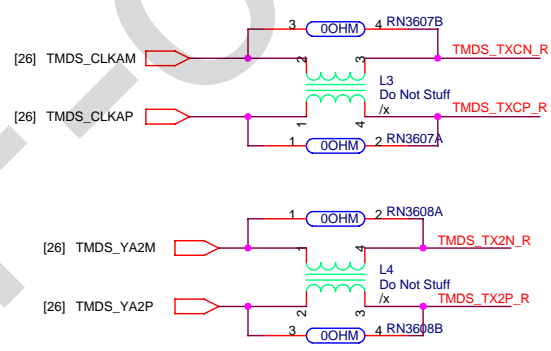 3 0OHM 4 RN3607B
[26] TMDS_CLKAM 2 3 TMDS_TXCN_R
L3
Do Not Stuff
[26] TMDS_CLKAP 1 4 /x TMDS_TXCP_R
1 0OHM 2 RN3607A
1 0OHM 2 RN3608A
[26] TMDS_YA2M 1 4 TMDS_TX2N_R
L4
Do Not Stuff
[26] TMDS_YA2P 2 3 /x TMDS_TX2P_R
3 0OHM 4 RN3608B